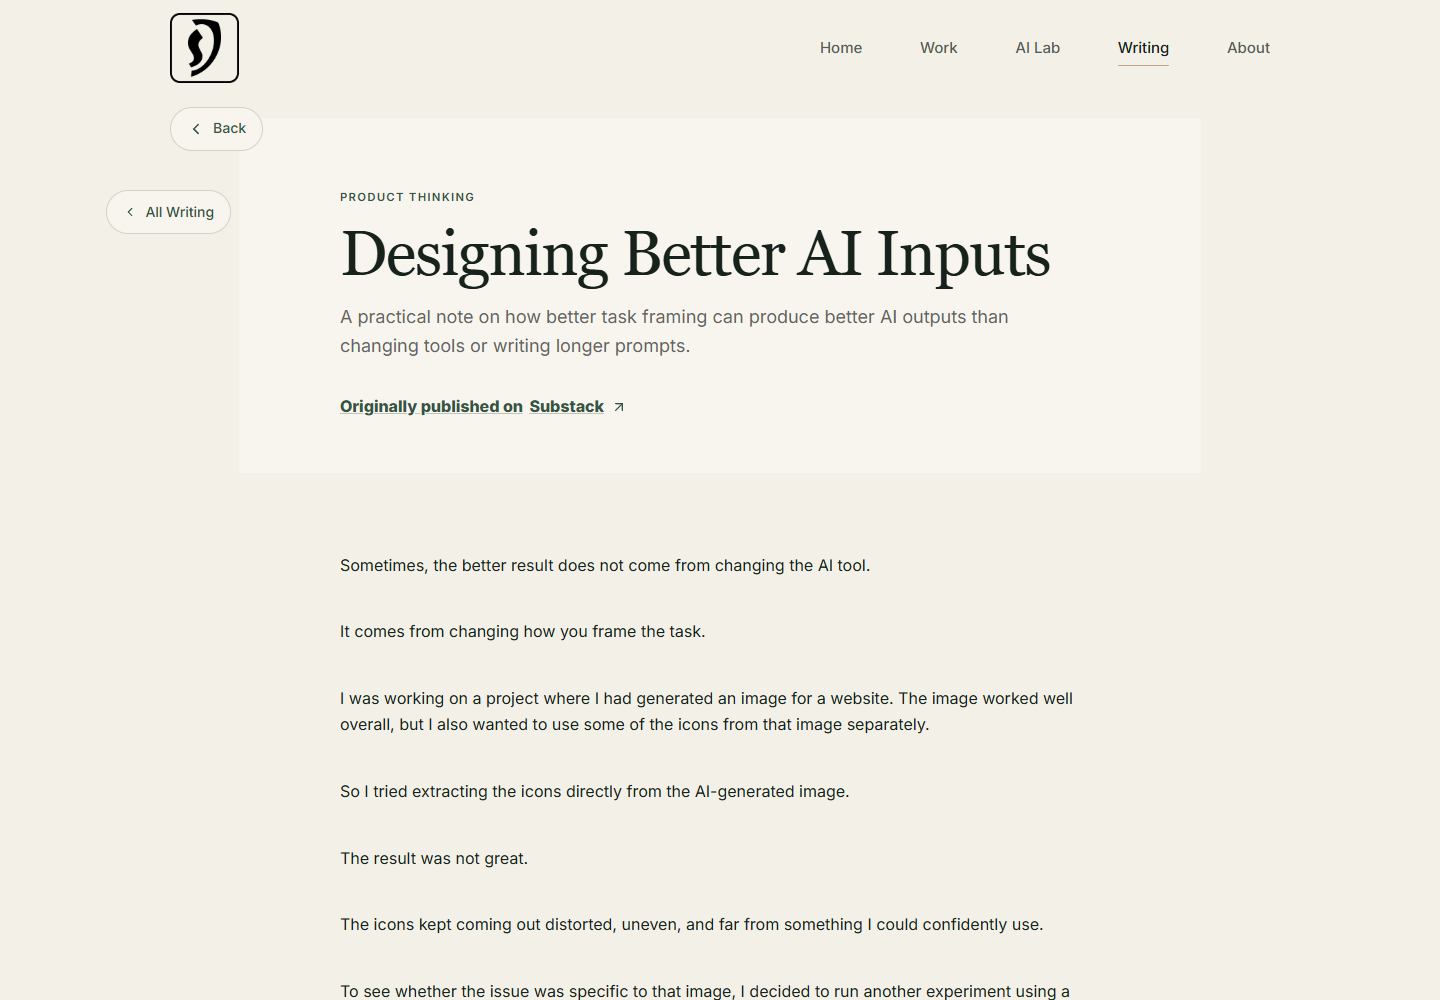 Home
Work
AI Lab
Writing
About
Back
All Writing
PRODUCT THINKING
Designing Better AI Inputs
A practical note on how better task framing can produce better AI outputs than
changing tools or writing longer prompts.
Originally published on Substack
Sometimes, the better result does not come from changing the AI tool.
It comes from changing how you frame the task.
I was working on a project where I had generated an image for a website. The image worked well
overall, but I also wanted to use some of the icons from that image separately.
So I tried extracting the icons directly from the AI-generated image.
The result was not great.
The icons kept coming out distorted, uneven, and far from something I could confidently use.
To see whether the issue was specific to that image, I decided to run another experiment using a